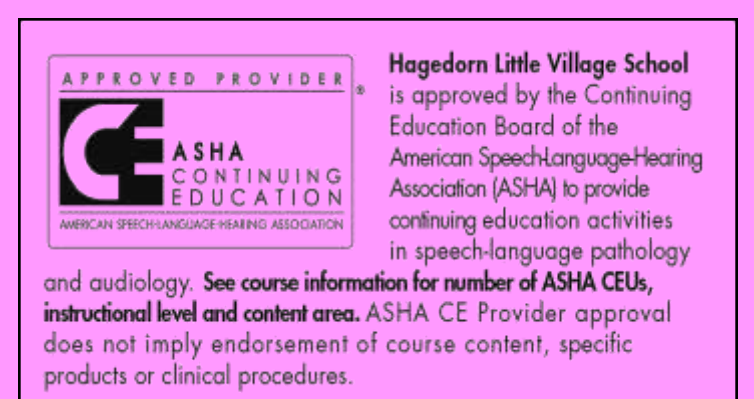 APPROVED PROVIDER
®
CE
ASHA
CONTINUING
EDUCATION
AMERICAN SPEECH-LANGUAGE-HEARING ASSOCIATION
Hagedorn Little Village School
is approved by the Continuing
Education Board of the
American Speech-Language-Hearing
Association (ASHA) to provide
continuing education activities
in speech-language pathology
and audiology. See course information for number of ASHA CEUs,
instructional level and content area. ASHA CE Provider approval
does not imply endorsement of course content, specific
products or clinical procedures.